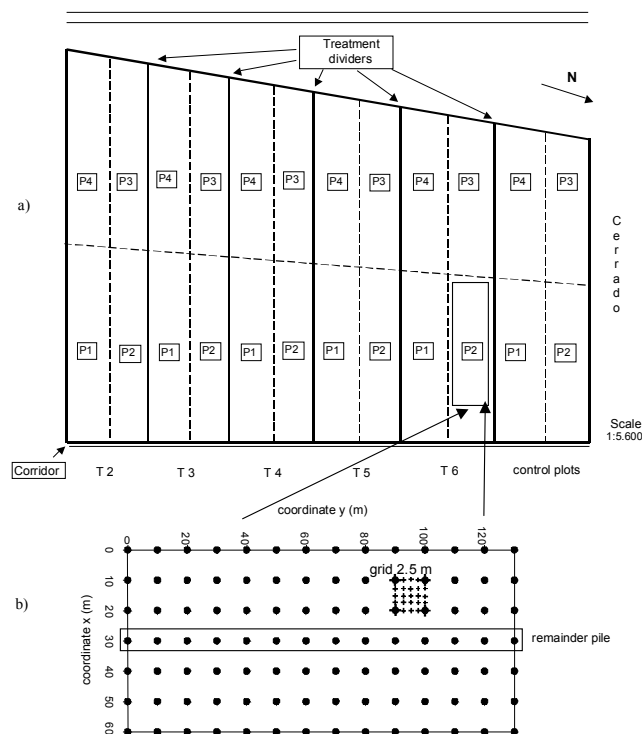 Treatment
dividers
N
a)
P4 P3 P4 P3 P4 P3 P4 P3 P4 P3 P4 P3
Cerrado
P1 P2 P1 P2 P1 P2 P1 P2 P1 P2 P1 P2
Scale
1:5.600
Corridor
T 2 T 3 T 4 T 5 T 6 control plots
coordinate y (m)
0 20 40 60 80 100 120
b)
coordinate x (m)
0
10
20
30
40
50
60
grid 2.5 m
remainder pile